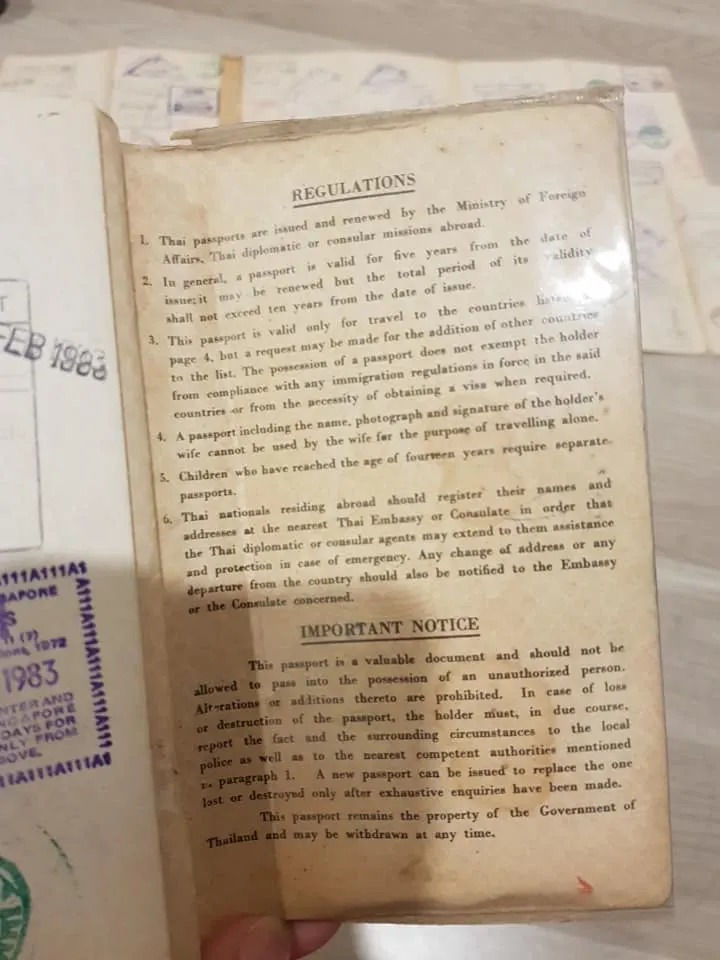 T
FEB 1983
A111A111A1
GAPORE
S
11 (7)
1972
1983
ENTER AND
NGAPORE
DAYS FOR
ONLY FROM
BOVE.
11A111A111A1
A111A111A111A111A111
REGULATIONS
1. Thai passports are issued and renewed by the Ministry of Foreign
Affairs, Thai diplomatic or consular missions abroad.
2. In general, a passport is valid for five years from the date of
issue; it may be renewed but the total period of its validity
shall not exceed ten years from the date of issue.
3. This passport is valid only for travel to the countries
page 4, but a request may be made for the addition of other countries
to the list. The possession of a passport does not exempt the holder
from compliance with any immigration regulations in force in the said
countries or from the necessity of obtaining a visa when required.
4. A passport including the name, photograph and signature of the holder's
wife cannot be used by the wife for the purpose of travelling alone.
5. Children who have reached the age of fourteen years require separate
passports.
6. Thai nationals residing abroad should register their names and
addresses at the nearest Thai Embassy or Consulate in order that
the Thai diplomatic or consular agents may extend to them assistance
and protection in case of emergency. Any change of address or any
departure from the country should also be notified to the Embassy
or the Consulate concerned.
IMPORTANT NOTICE
This passport is a valuable document and should not be
allowed to pass into the possession of an unauthorized person.
Alterations or additions thereto are prohibited. In case of loss
or destruction of the passport, the holder must, in due course,
report the fact and the surrounding circumstances to the local
police as well as to the nearest competent authorities mentioned
paragraph 1. A new passport can be issued to replace the one
lost or destroyed only after exhaustive enquiries have been made.
This passport remains the property of the Government of
Thailand and may be withdrawn at any time.